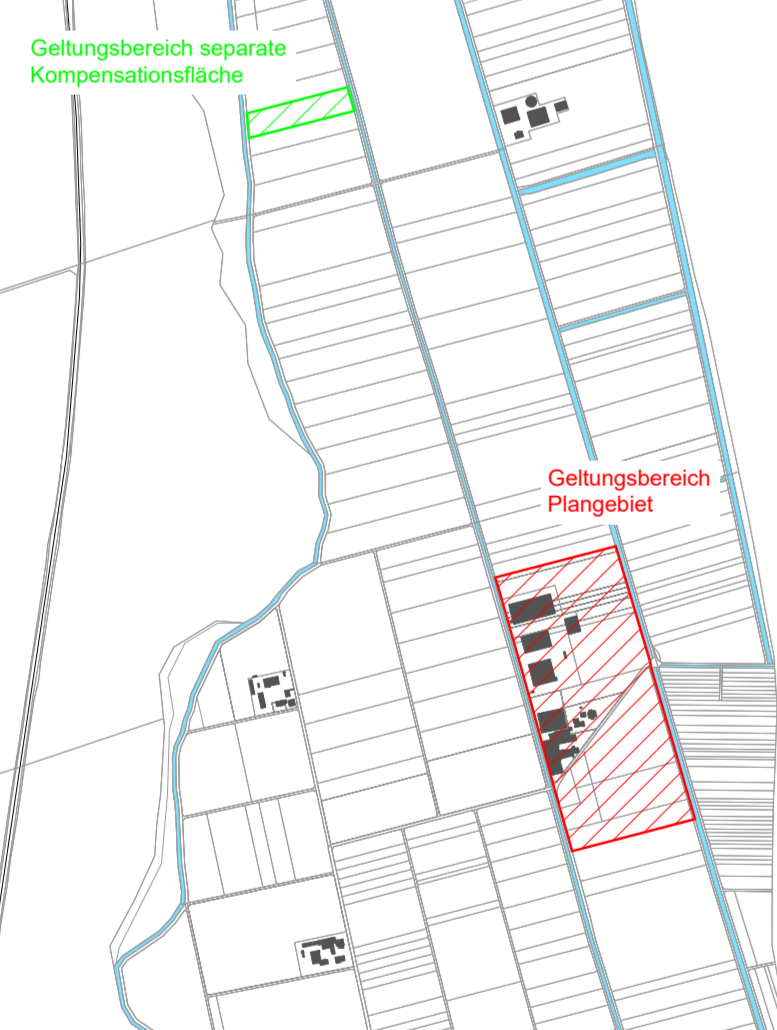 Geltungsbereich separate
Kompensationsfläche
Geltungsbereich
Plangebiet